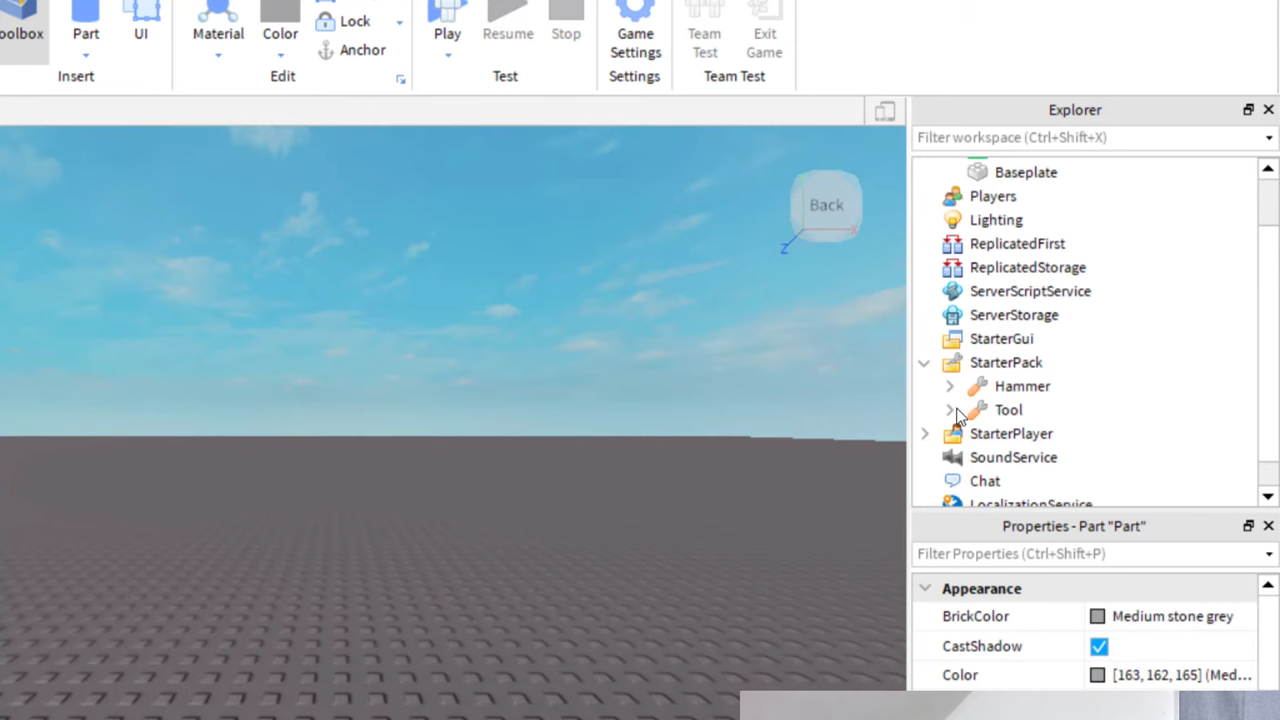 oolbox
Part
UI
Material
Color
Lock
Anchor
Play
Resume
Stop
Game
Settings
Team
Test
Exit
Game
Insert
Edit
Test
Settings
Team Test
Explorer
Filter workspace (Ctrl+Shift+X)
Back
Z
X
Baseplate
Players
Lighting
ReplicatedFirst
ReplicatedStorage
ServerScriptService
ServerStorage
StarterGui
StarterPack
Hammer
Tool
StarterPlayer
SoundService
Chat
LocalizationService
Properties - Part "Part"
Filter Properties (Ctrl+Shift+P)
Appearance
BrickColor Medium stone grey
CastShadow
Color [163, 162, 165] (Med...